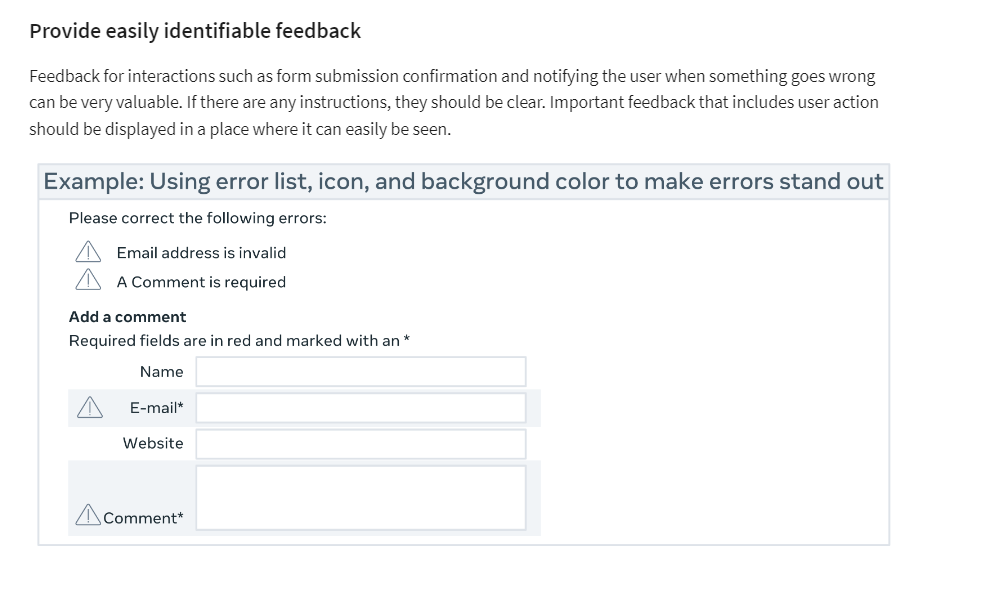 Provide easily identifiable feedback
Feedback for interactions such as form submission confirmation and notifying the user when something goes wrong
can be very valuable. If there are any instructions, they should be clear. Important feedback that includes user action
should be displayed in a place where it can easily be seen.
Example: Using error list, icon, and background color to make errors stand out
Please correct the following errors:
Email address is invalid
A Comment is required
Add a comment
Required fields are in red and marked with an *
Name
E-mail*
Website
Comment*